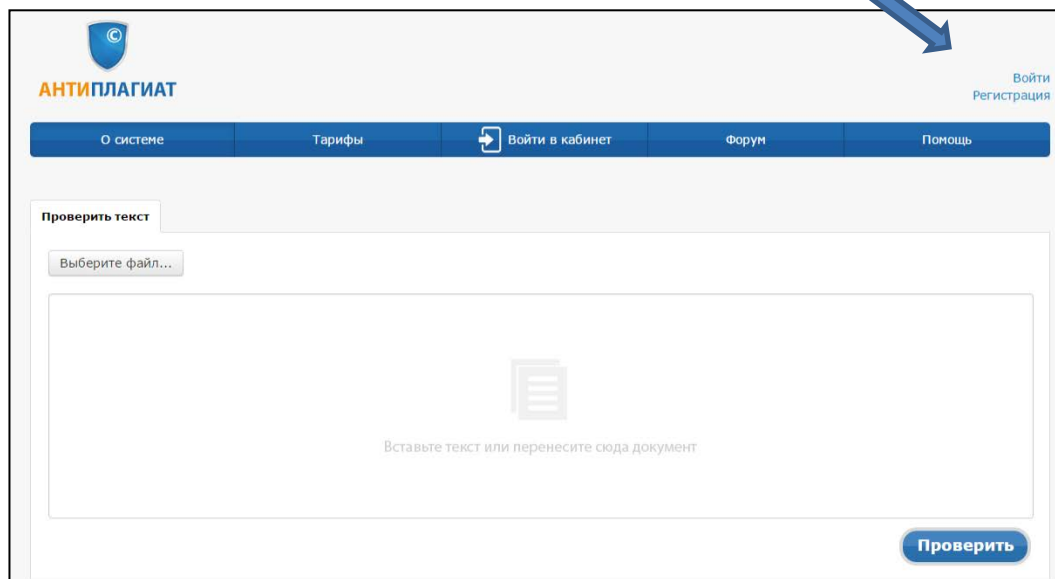 ©
АНТИПЛАГИАТ
Войти
Регистрация
О системе Тарифы Войти в кабинет Форум Помощь
Проверить текст
Выберите файл...
Вставьте текст или перенесите сюда документ
Проверить